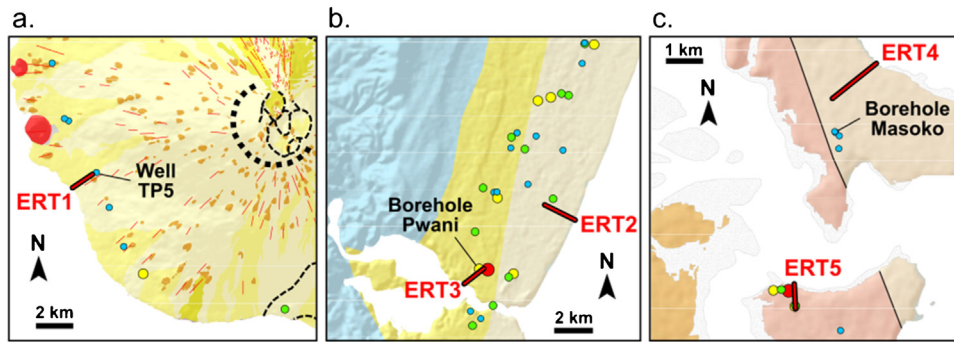 a.
Well
TP5
ERT1
N
2 km
b.
Borehole
Pwani
ERT2
ERT3
N
2 km
c.
1 km
N
ERT4
Borehole
Masoko
ERT5